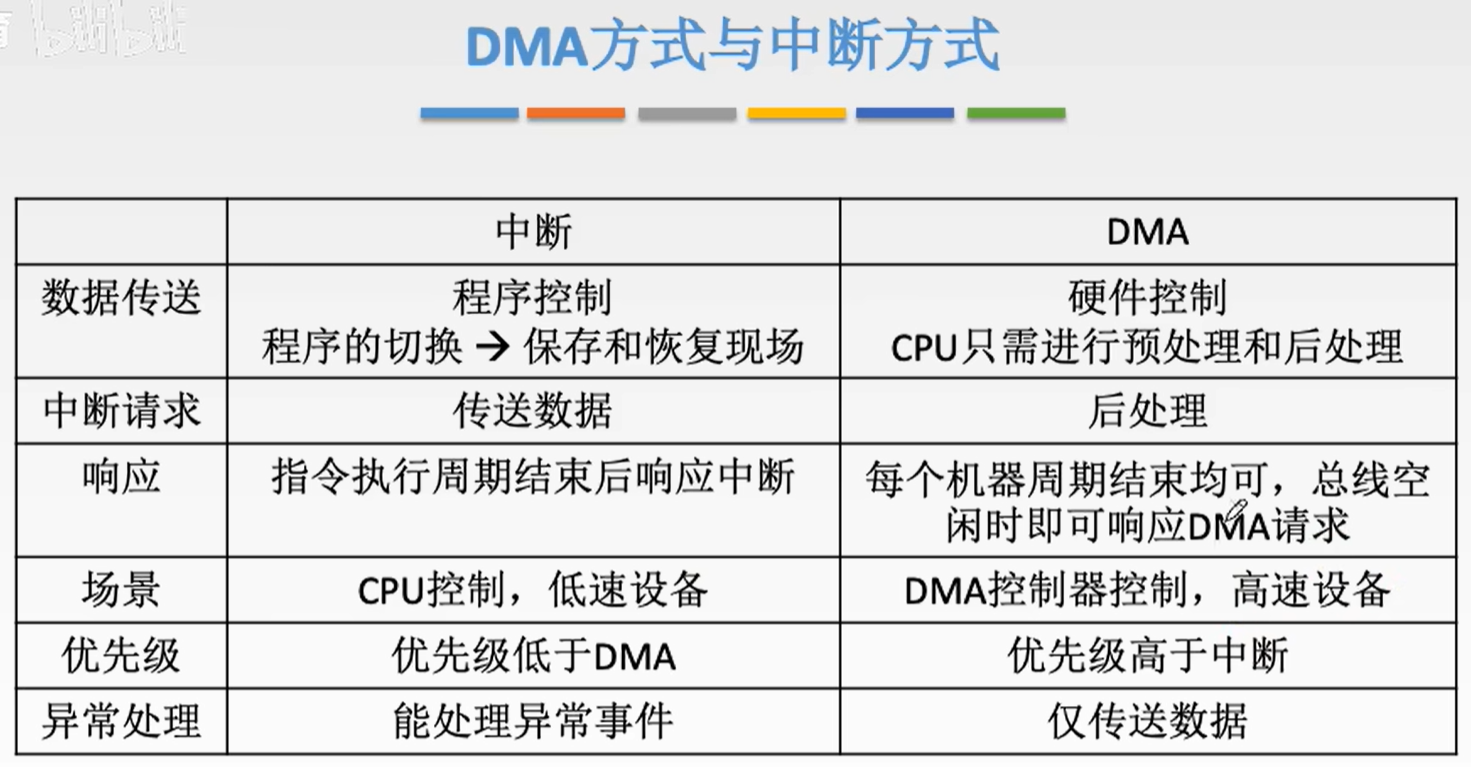 bilibili
DMA方式与中断方式
中断
DMA
数据传送
程序控制
程序的切换 → 保存和恢复现场
硬件控制
CPU只需进行预处理和后处理
中断请求
传送数据
后处理
响应
指令执行周期结束后响应中断
每个机器周期结束均可，总线空
闲时即可响应DMA请求
场景
CPU控制，低速设备
DMA控制器控制，高速设备
优先级
优先级低于DMA
优先级高于中断
异常处理
能处理异常事件
仅传送数据